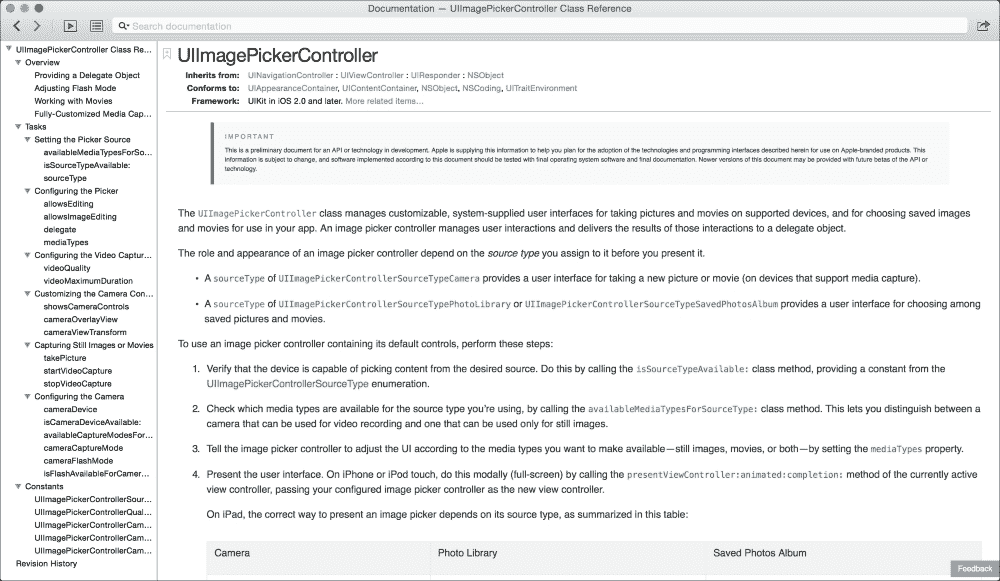 Documentation — UIImagePickerController Class Reference
Search documentation
UIImagePickerController Class Re...
Overview
Providing a Delegate Object
Adjusting Flash Mode
Working with Movies
Fully-Customized Media Cap...
Tasks
Setting the Picker Source
availableMediaTypesForSo...
isSourceTypeAvailable:
sourceType
Configuring the Picker
allowsEditing
allowsImageEditing
delegate
mediaTypes
Configuring the Video Captur...
videoQuality
videoMaximumDuration
Customizing the Camera Con...
showsCameraControls
cameraOverlayView
cameraViewTransform
Capturing Still Images or Movies
takePicture
startVideoCapture
stopVideoCapture
Configuring the Camera
cameraDevice
isCameraDeviceAvailable:
availableCaptureModesFor...
cameraCaptureMode
cameraFlashMode
isFlashAvailableForCamer...
Constants
UIImagePickerControllerSour...
UIImagePickerControllerQual...
UIImagePickerControllerCam...
UIImagePickerControllerCam...
UIImagePickerControllerCam...
Revision History
UIImagePickerController
Inherits from: UINavigationController : UIViewController : UIResponder : NSObject
Conforms to: UIAppearanceContainer, UIContentContainer, NSObject, NSCoding, UITraitEnvironment
Framework: UIKit in iOS 2.0 and later. More related items...
IMPORTANT
This is a preliminary document for an API or technology in development. Apple is supplying this information to help you plan for the adoption of the technologies and programming interfaces described herein for use on Apple-branded products. This
information is subject to change, and software implemented according to this document should be tested with final operating system software and final documentation. Newer versions of this document may be provided with future betas of the API or
technology.
The UIImagePickerController class manages customizable, system-supplied user interfaces for taking pictures and movies on supported devices, and for choosing saved images
and movies for use in your app. An image picker controller manages user interactions and delivers the results of those interactions to a delegate object.
The role and appearance of an image picker controller depend on the source type you assign to it before you present it.
• A sourceType of UIImagePickerControllerSourceTypeCamera provides a user interface for taking a new picture or movie (on devices that support media capture).
• A sourceType of UIImagePickerControllerSourceTypePhotoLibrary or UIImagePickerControllerSourceTypeSavedPhotosAlbum provides a user interface for choosing among
saved pictures and movies.
To use an image picker controller containing its default controls, perform these steps:
1. Verify that the device is capable of picking content from the desired source. Do this by calling the isSourceTypeAvailable: class method, providing a constant from the
UIImagePickerControllerSourceType enumeration.
2. Check which media types are available for the source type you're using, by calling the availableMediaTypesForSourceType: class method. This lets you distinguish between a
camera that can be used for video recording and one that can be used only for still images.
3. Tell the image picker controller to adjust the UI according to the media types you want to make available—still images, movies, or both—by setting the mediaTypes property.
4. Present the user interface. On iPhone or iPod touch, do this modally (full-screen) by calling the presentViewController:animated:completion: method of the currently active
view controller, passing your configured image picker controller as the new view controller.
On iPad, the correct way to present an image picker depends on its source type, as summarized in this table:
Camera Photo Library Saved Photos Album
Feedback